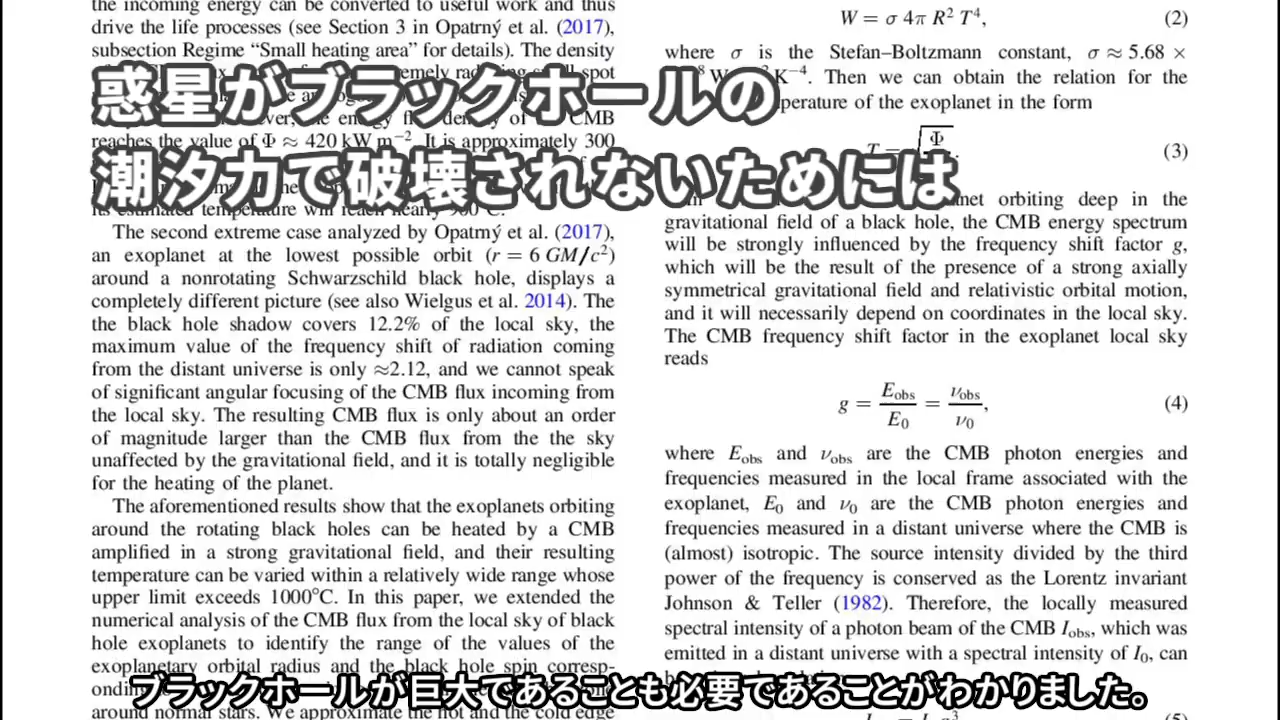 惑星がブラックホールの
潮汐力で破壊されないためには
the incoming energy can be converted to useful work and thus
drive the life processes (see Section 3 in Opatrný et al. (2017),
subsection Regime “Small heating area” for details). The density
reaches the value of Φ ≈ 420 kW m⁻². It is approximately 300
its estimated temperature will reach nearly 900°C.
The second extreme case analyzed by Opatrný et al. (2017),
an exoplanet at the lowest possible orbit (r = 6 GM/c²)
around a nonrotating Schwarzschild black hole, displays a
completely different picture (see also Wielgus et al. 2014). The
the black hole shadow covers 12.2% of the local sky, the
maximum value of the frequency shift of radiation coming
from the distant universe is only ≈2.12, and we cannot speak
of significant angular focusing of the CMB flux incoming from
the local sky. The resulting CMB flux is only about an order
of magnitude larger than the CMB flux from the the sky
unaffected by the gravitational field, and it is totally negligible
for the heating of the planet.
The aforementioned results show that the exoplanets orbiting
around the rotating black holes can be heated by a CMB
amplified in a strong gravitational field, and their resulting
temperature can be varied within a relatively wide range whose
upper limit exceeds 1000°C. In this paper, we extended the
numerical analysis of the CMB flux from the local sky of black
hole exoplanets to identify the range of the values of the
exoplanetary orbital radius and the black hole spin corresp-
around normal stars. We approximate the hot and the cold edge
W = σ 4π R² T⁴, (2)
where σ is the Stefan–Boltzmann constant, σ ≈ 5.68 ×
K⁻⁴. Then we can obtain the relation for the
temperature of the exoplanet in the form
(3)
orbiting deep in the
gravitational field of a black hole, the CMB energy spectrum
will be strongly influenced by the frequency shift factor g,
which will be the result of the presence of a strong axially
symmetrical gravitational field and relativistic orbital motion,
and it will necessarily depend on coordinates in the local sky.
The CMB frequency shift factor in the exoplanet local sky
reads
g = E_obs/E₀ = ν_obs/ν₀, (4)
where E_obs and ν_obs are the CMB photon energies and
frequencies measured in the local frame associated with the
exoplanet, E₀ and ν₀ are the CMB photon energies and
frequencies measured in a distant universe where the CMB is
(almost) isotropic. The source intensity divided by the third
power of the frequency is conserved as the Lorentz invariant
Johnson & Teller (1982). Therefore, the locally measured
spectral intensity of a photon beam of the CMB I_obs, which was
emitted in a distant universe with a spectral intensity of I₀, can
(5)
ブラックホールが巨大であることも必要であることがわかりました。